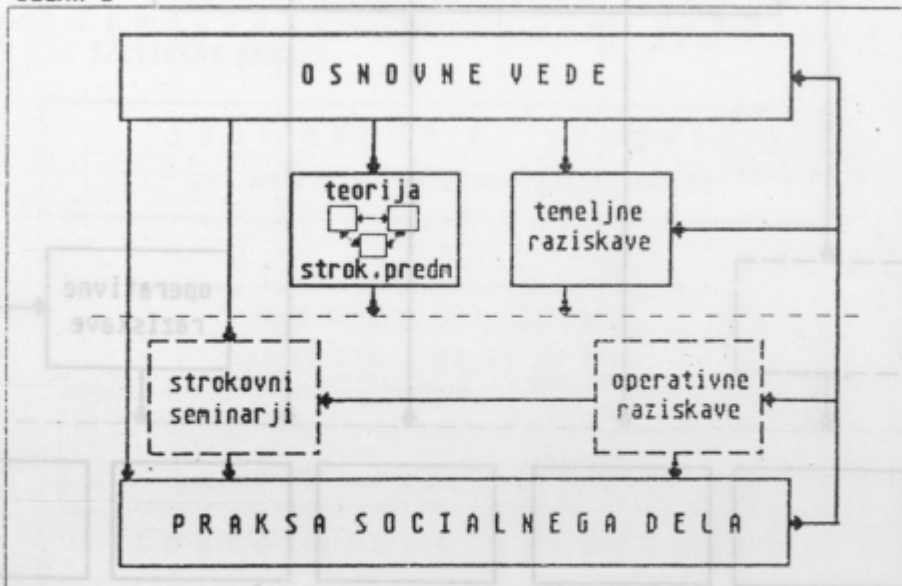 OSNOVNE VEDE
teorija
strok.predm
temeljne
raziskave
strokovni
seminarji
operativne
raziskave
PRAKSA SOCIALNEGA DELA